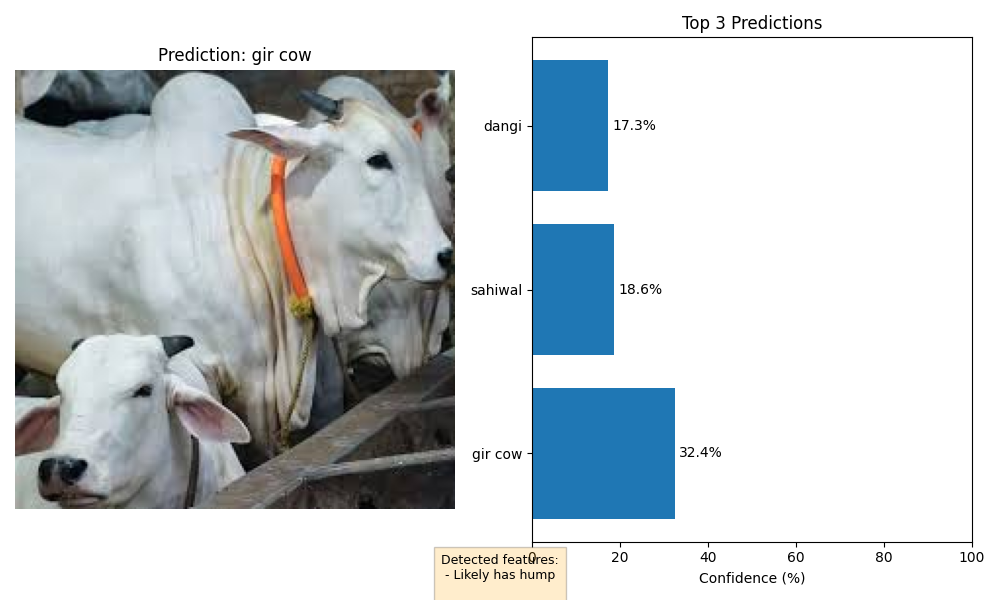 Prediction: gir cow
Top 3 Predictions
dangi
17.3%
sahiwal
18.6%
gir cow
32.4%
0 20 40 60 80 100
Confidence (%)
Detected features:
- Likely has hump